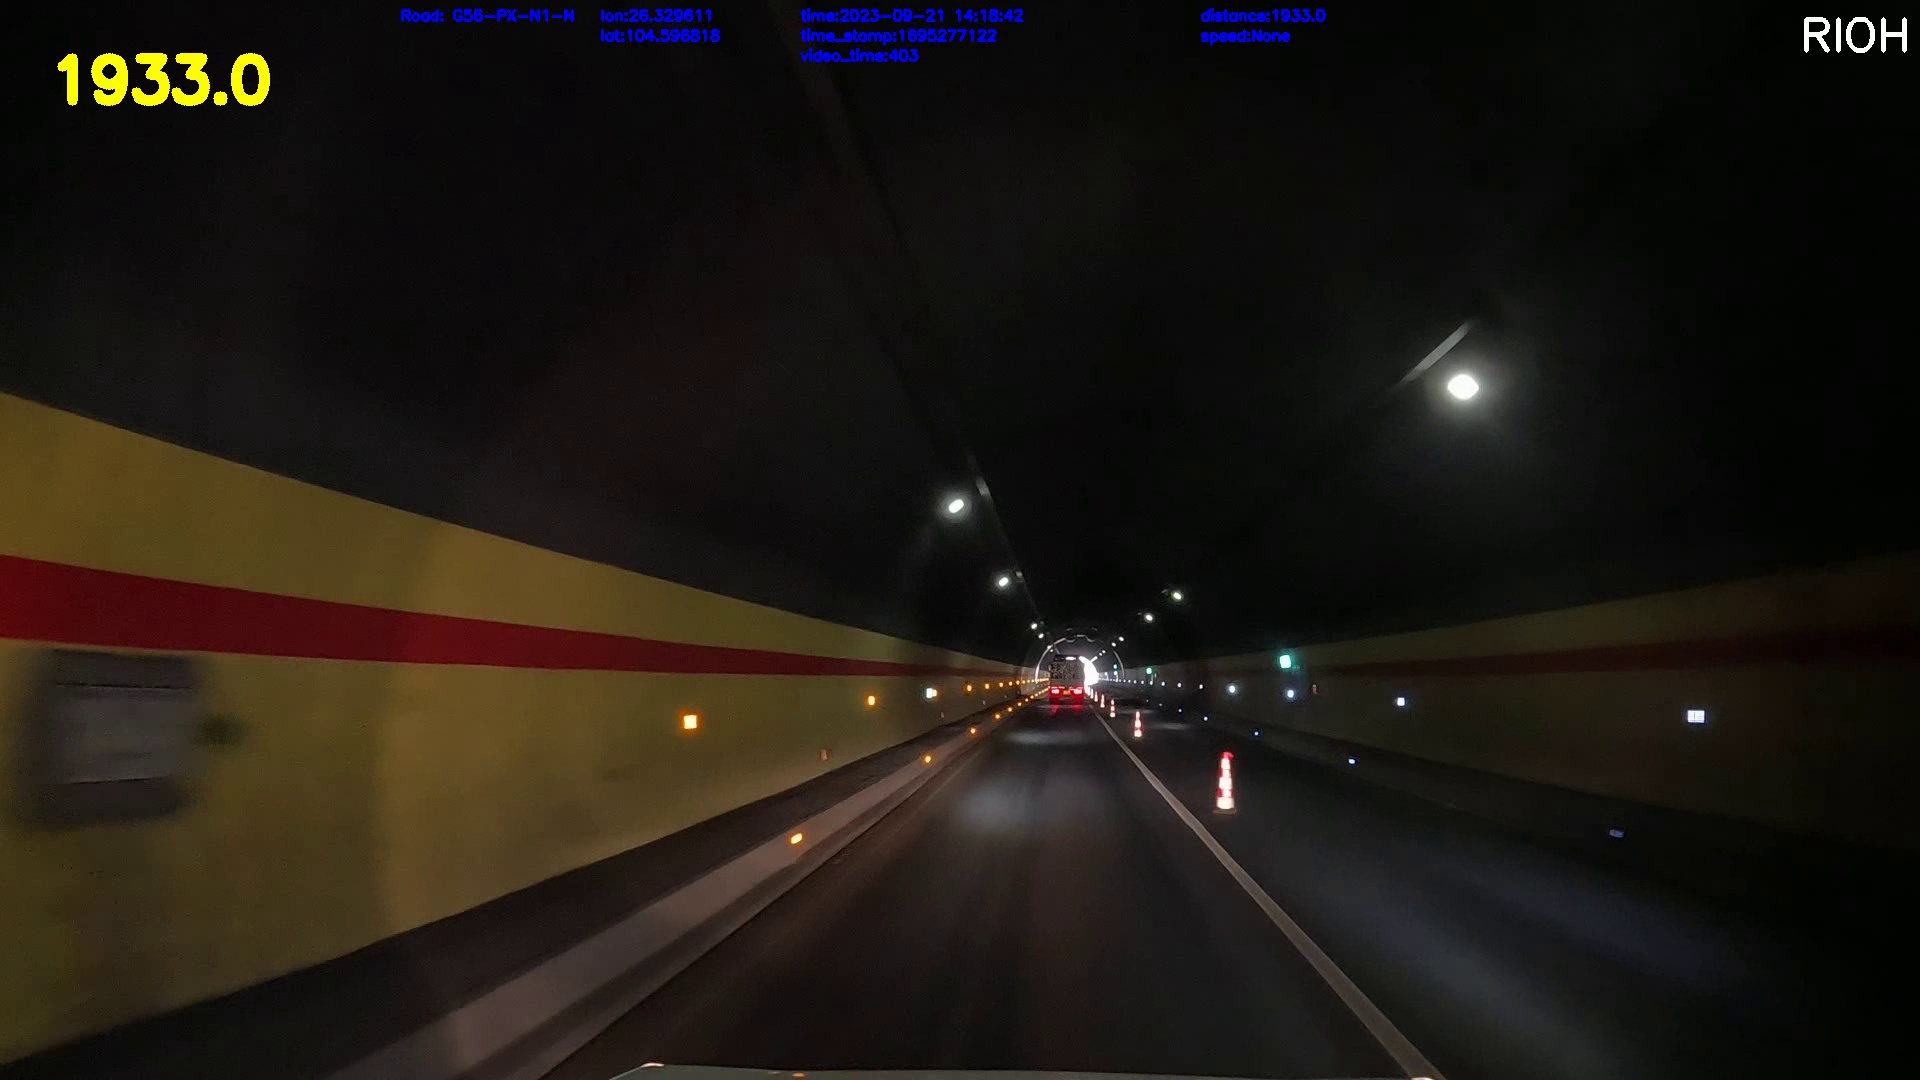 Road: G56-PX-N1-N lon:26.329611 time:2023-09-21 14:18:42 distance:1933.0
lat:104.596818 time_stamp:1695277122 speed:None
video_time:403
RIOH
1933.0